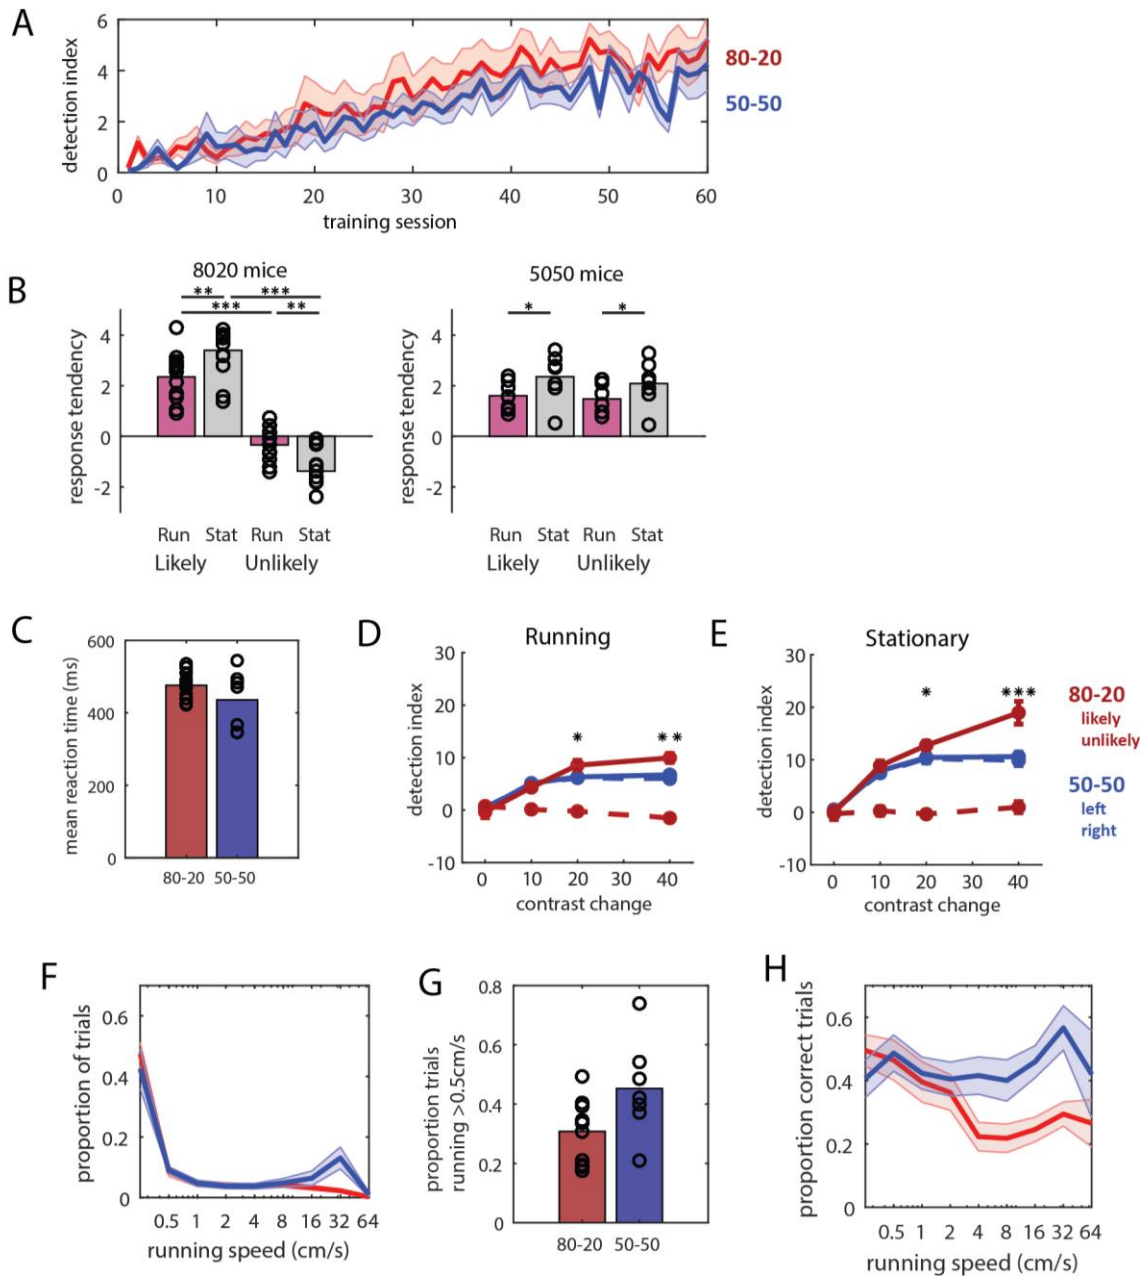 A
detection index
6
4
2
0
0 10 20 30 40 50 60
training session
80-20
50-50
B
8020 mice
** ***
*** **
response tendency
4
2
0
-2
Run Stat Run Stat
Likely Unlikely
5050 mice
* *
response tendency
4
2
0
-2
Run Stat Run Stat
Likely Unlikely
C
mean reaction time (ms)
600
400
200
0
80-20 50-50
D
Running
detection index
30
20
10
0
-10
* **
0 10 20 30 40
contrast change
E
Stationary
detection index
30
20
10
0
-10
* ***
0 10 20 30 40
contrast change
80-20
likely
unlikely
50-50
left
right
F
proportion of trials
0.6
0.4
0.2
0
0.5 1 2 4 8 16 32 64
running speed (cm/s)
G
proportion trials
running >0.5cm/s
0.8
0.6
0.4
0.2
0
80-20 50-50
H
proportion correct trials
0.6
0.4
0.2
0
0.5 1 2 4 8 16 32 64
running speed (cm/s)